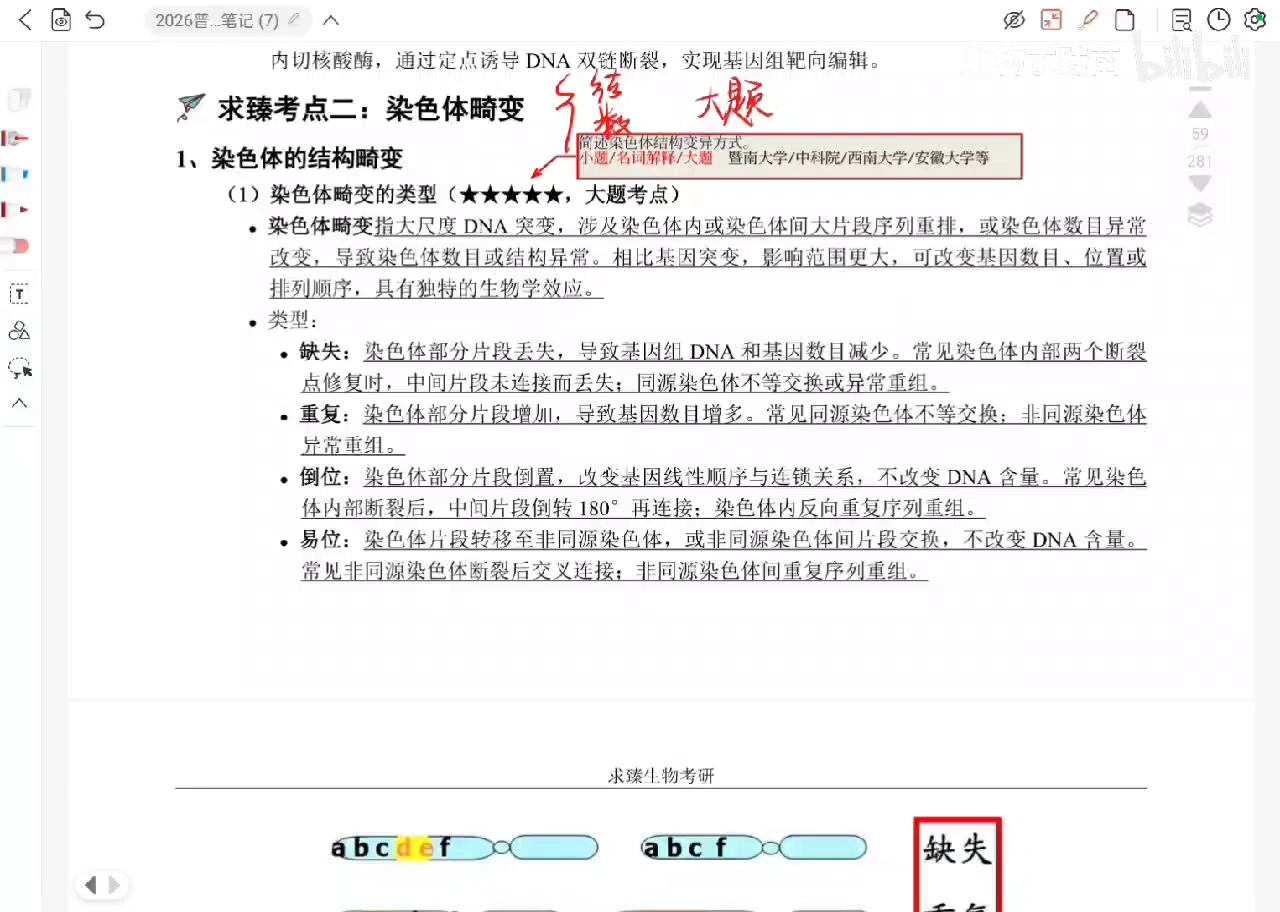 2026普...笔记 (7)
生物求臻苗 bilibili
内切核酸酶，通过定点诱导 DNA 双链断裂，实现基因组靶向编辑。
求臻考点二：染色体畸变
结
数
大题
59
281
1、染色体的结构畸变
简述染色体结构变异方式。
小题/名词解释/大题 暨南大学/中科院/西南大学/安徽大学等
（1）染色体畸变的类型（★★★★★，大题考点）
• 染色体畸变指大尺度 DNA 突变，涉及染色体内或染色体间大片段序列重排，或染色体数目异常
改变，导致染色体数目或结构异常。相比基因突变，影响范围更大，可改变基因数目、位置或
排列顺序，具有独特的生物学效应。
• 类型：
• 缺失：染色体部分片段丢失，导致基因组 DNA 和基因数目减少。常见染色体内部两个断裂
点修复时，中间片段未连接而丢失；同源染色体不等交换或异常重组。
• 重复：染色体部分片段增加，导致基因数目增多。常见同源染色体不等交换；非同源染色体
异常重组。
• 倒位：染色体部分片段倒置，改变基因线性顺序与连锁关系，不改变 DNA 含量。常见染色
体内部断裂后，中间片段倒转 180° 再连接；染色体内反向重复序列重组。
• 易位：染色体片段转移至非同源染色体，或非同源染色体间片段交换，不改变 DNA 含量。
常见非同源染色体断裂后交叉连接；非同源染色体间重复序列重组。
求臻生物考研
a b c d e f
a b c f
缺失